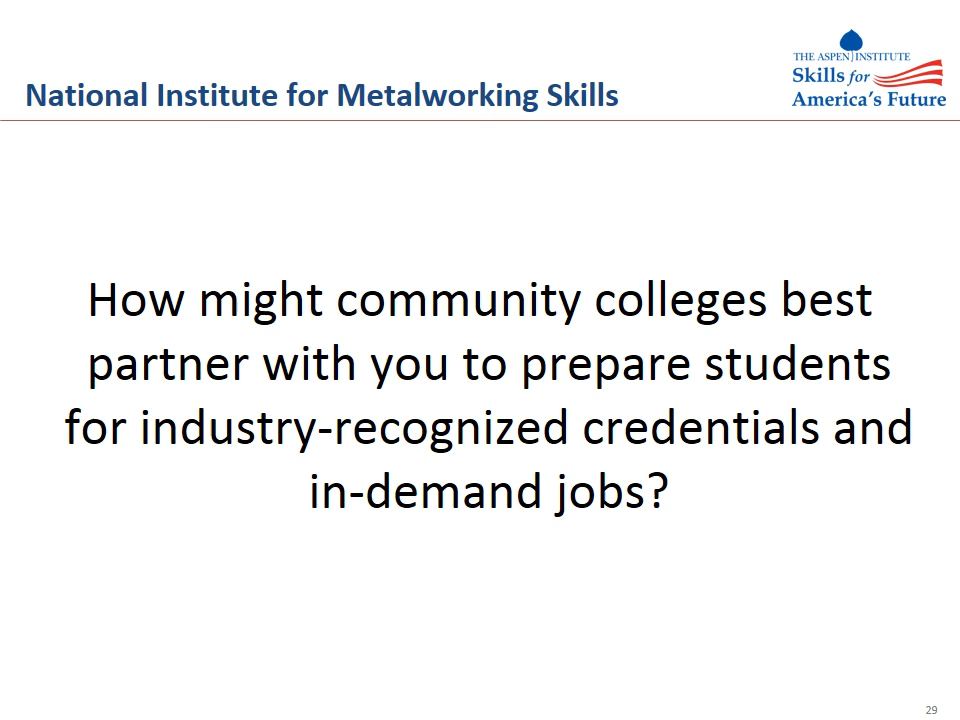 THE ASPEN INSTITUTE
Skills for
America's Future
National Institute for Metalworking Skills
How might community colleges best
partner with you to prepare students
for industry-recognized credentials and
in-demand jobs?
29